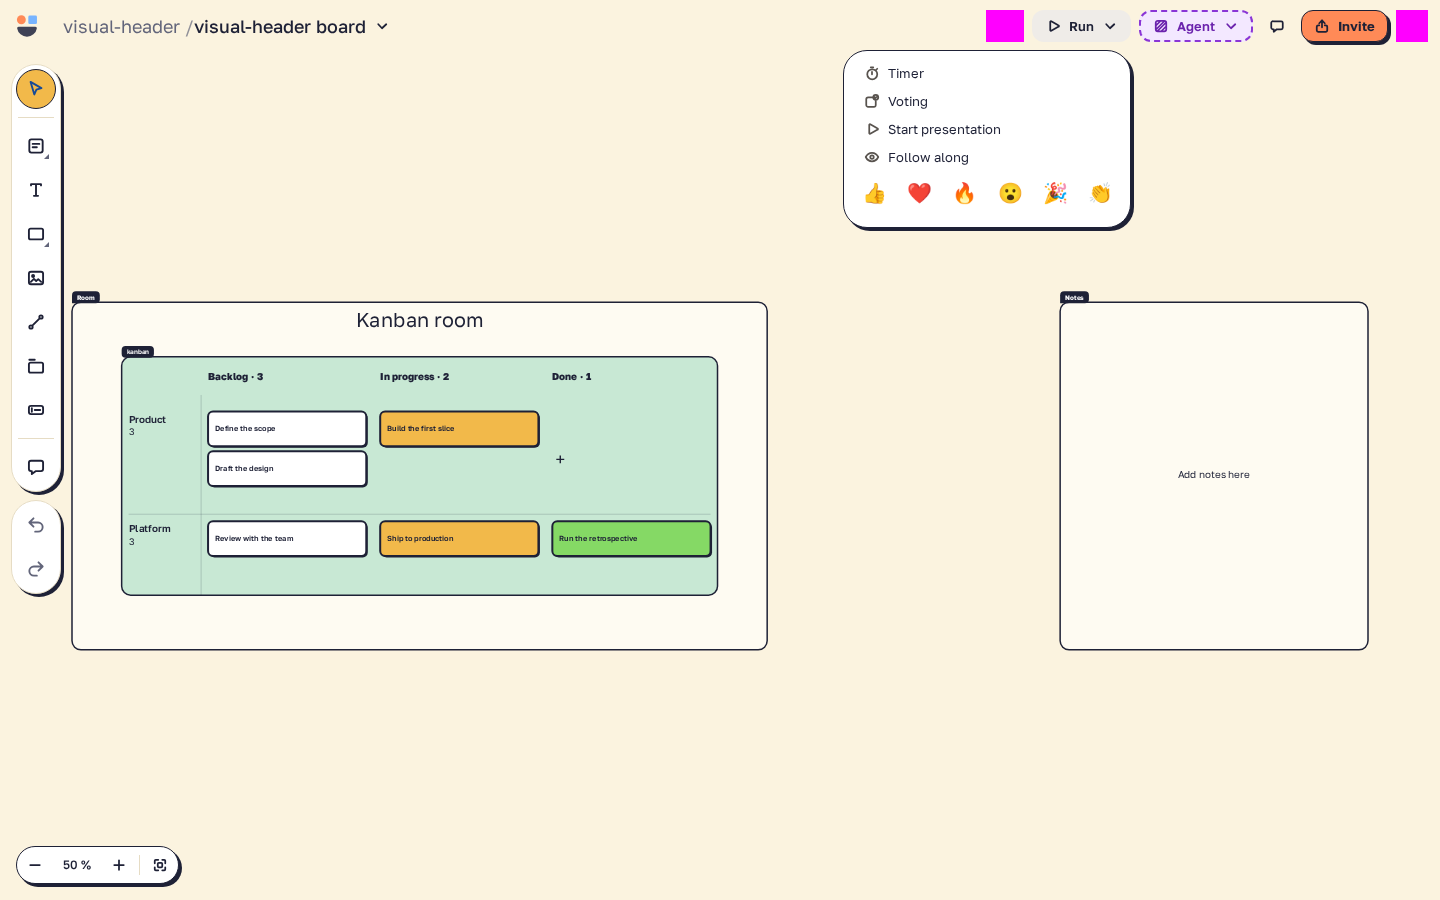 visual-header / visual-header board
Run
Agent
Invite
Timer
Voting
Start presentation
Follow along
Room
Kanban room
kanban
Backlog · 3
In progress · 2
Done · 1
Product
3
Define the scope
Build the first slice
Draft the design
+
Platform
3
Review with the team
Ship to production
Run the retrospective
Notes
Add notes here
50 %